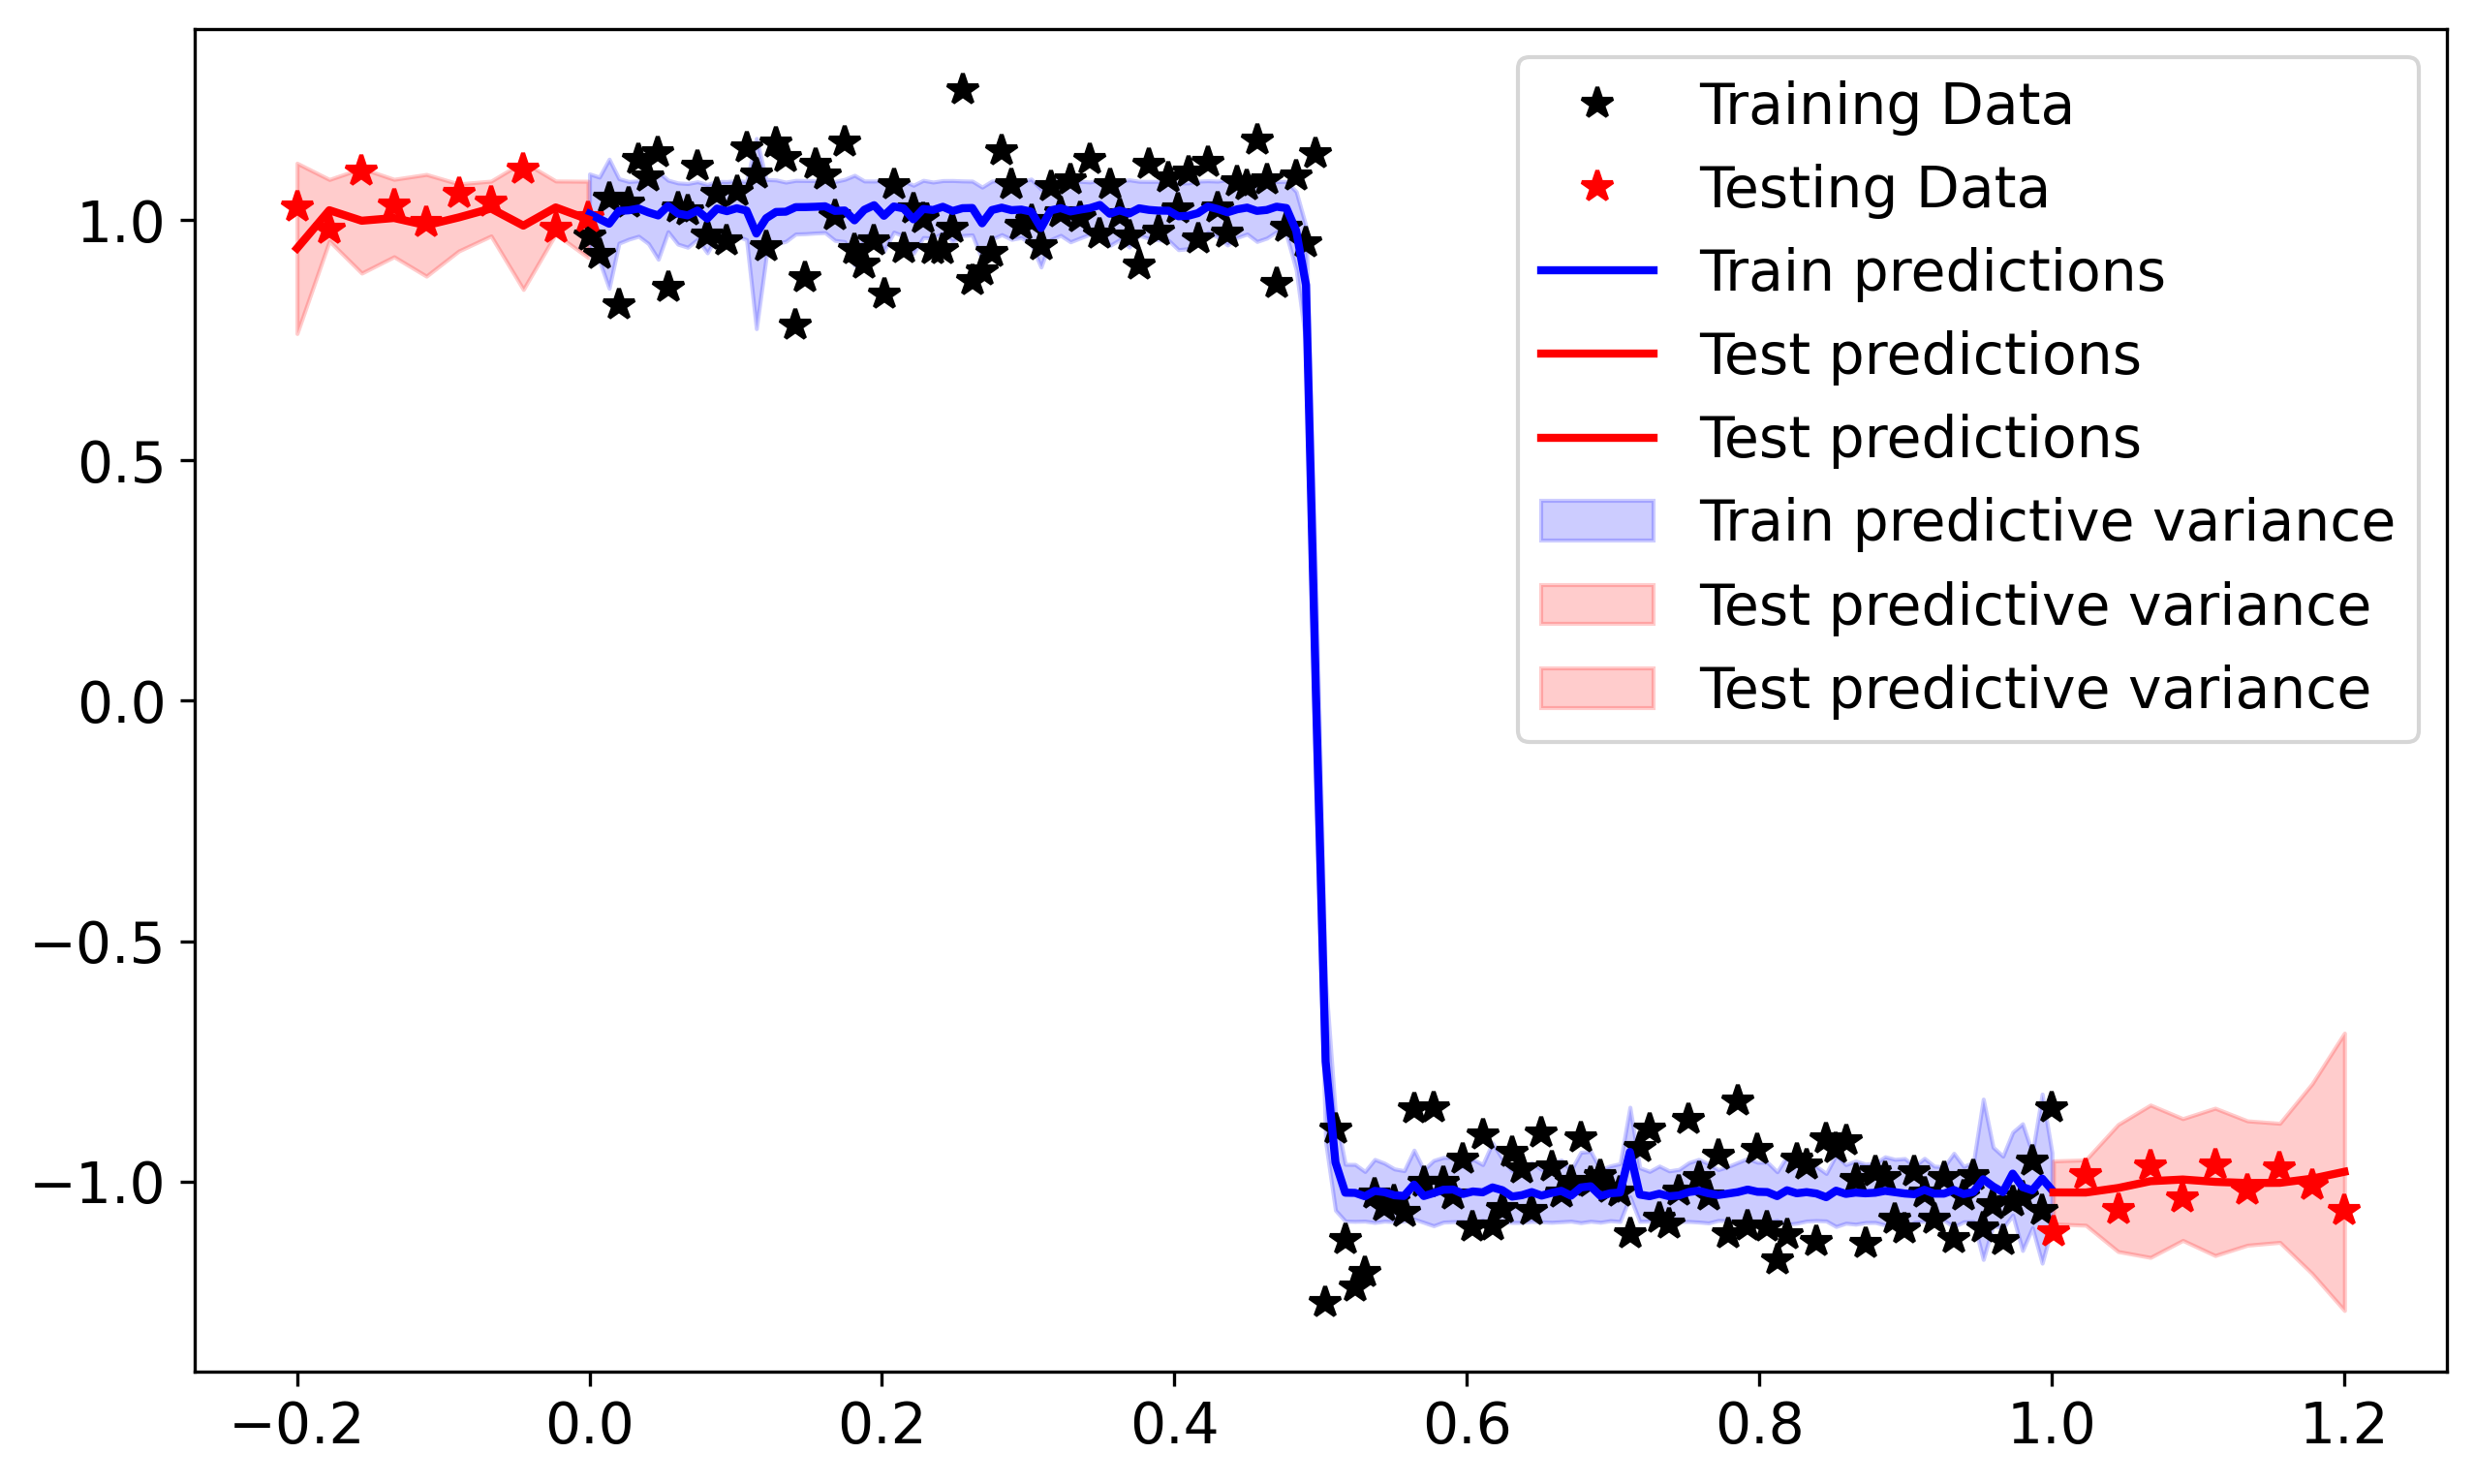 Training Data
Testing Data
Train predictions
Test predictions
Test predictions
Train predictive variance
Test predictive variance
Test predictive variance
1.0
0.5
0.0
−0.5
−1.0
−0.2 0.0 0.2 0.4 0.6 0.8 1.0 1.2